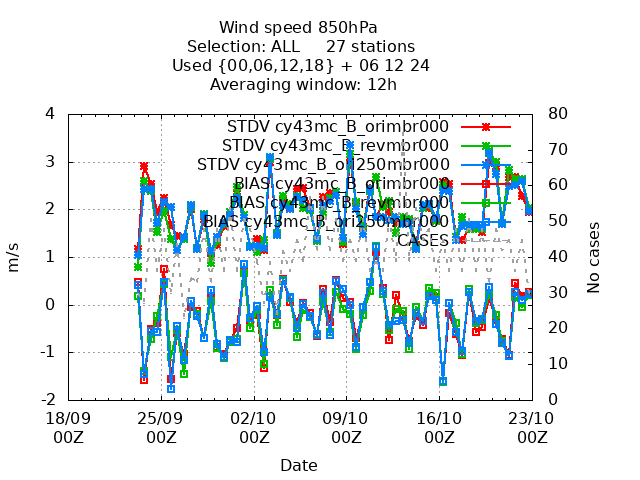 Wind speed 850hPa
Selection: ALL 27 stations
Used {00,06,12,18} + 06 12 24
Averaging window: 12h
STDV cy43mc_B_orimbr000
STDV cy43mc_B_revmbr000
STDV cy43mc_B_ori250mbr000
BIAS cy43mc_B_orimbr000
BIAS cy43mc_B_revmbr000
BIAS cy43mc_B_ori250mbr000
CASES
4
3
2
1
0
-1
-2
m/s
80
70
60
50
40
30
20
10
0
No cases
18/09 25/09 02/10 09/10 16/10 23/10
00Z 00Z 00Z 00Z 00Z 00Z
Date